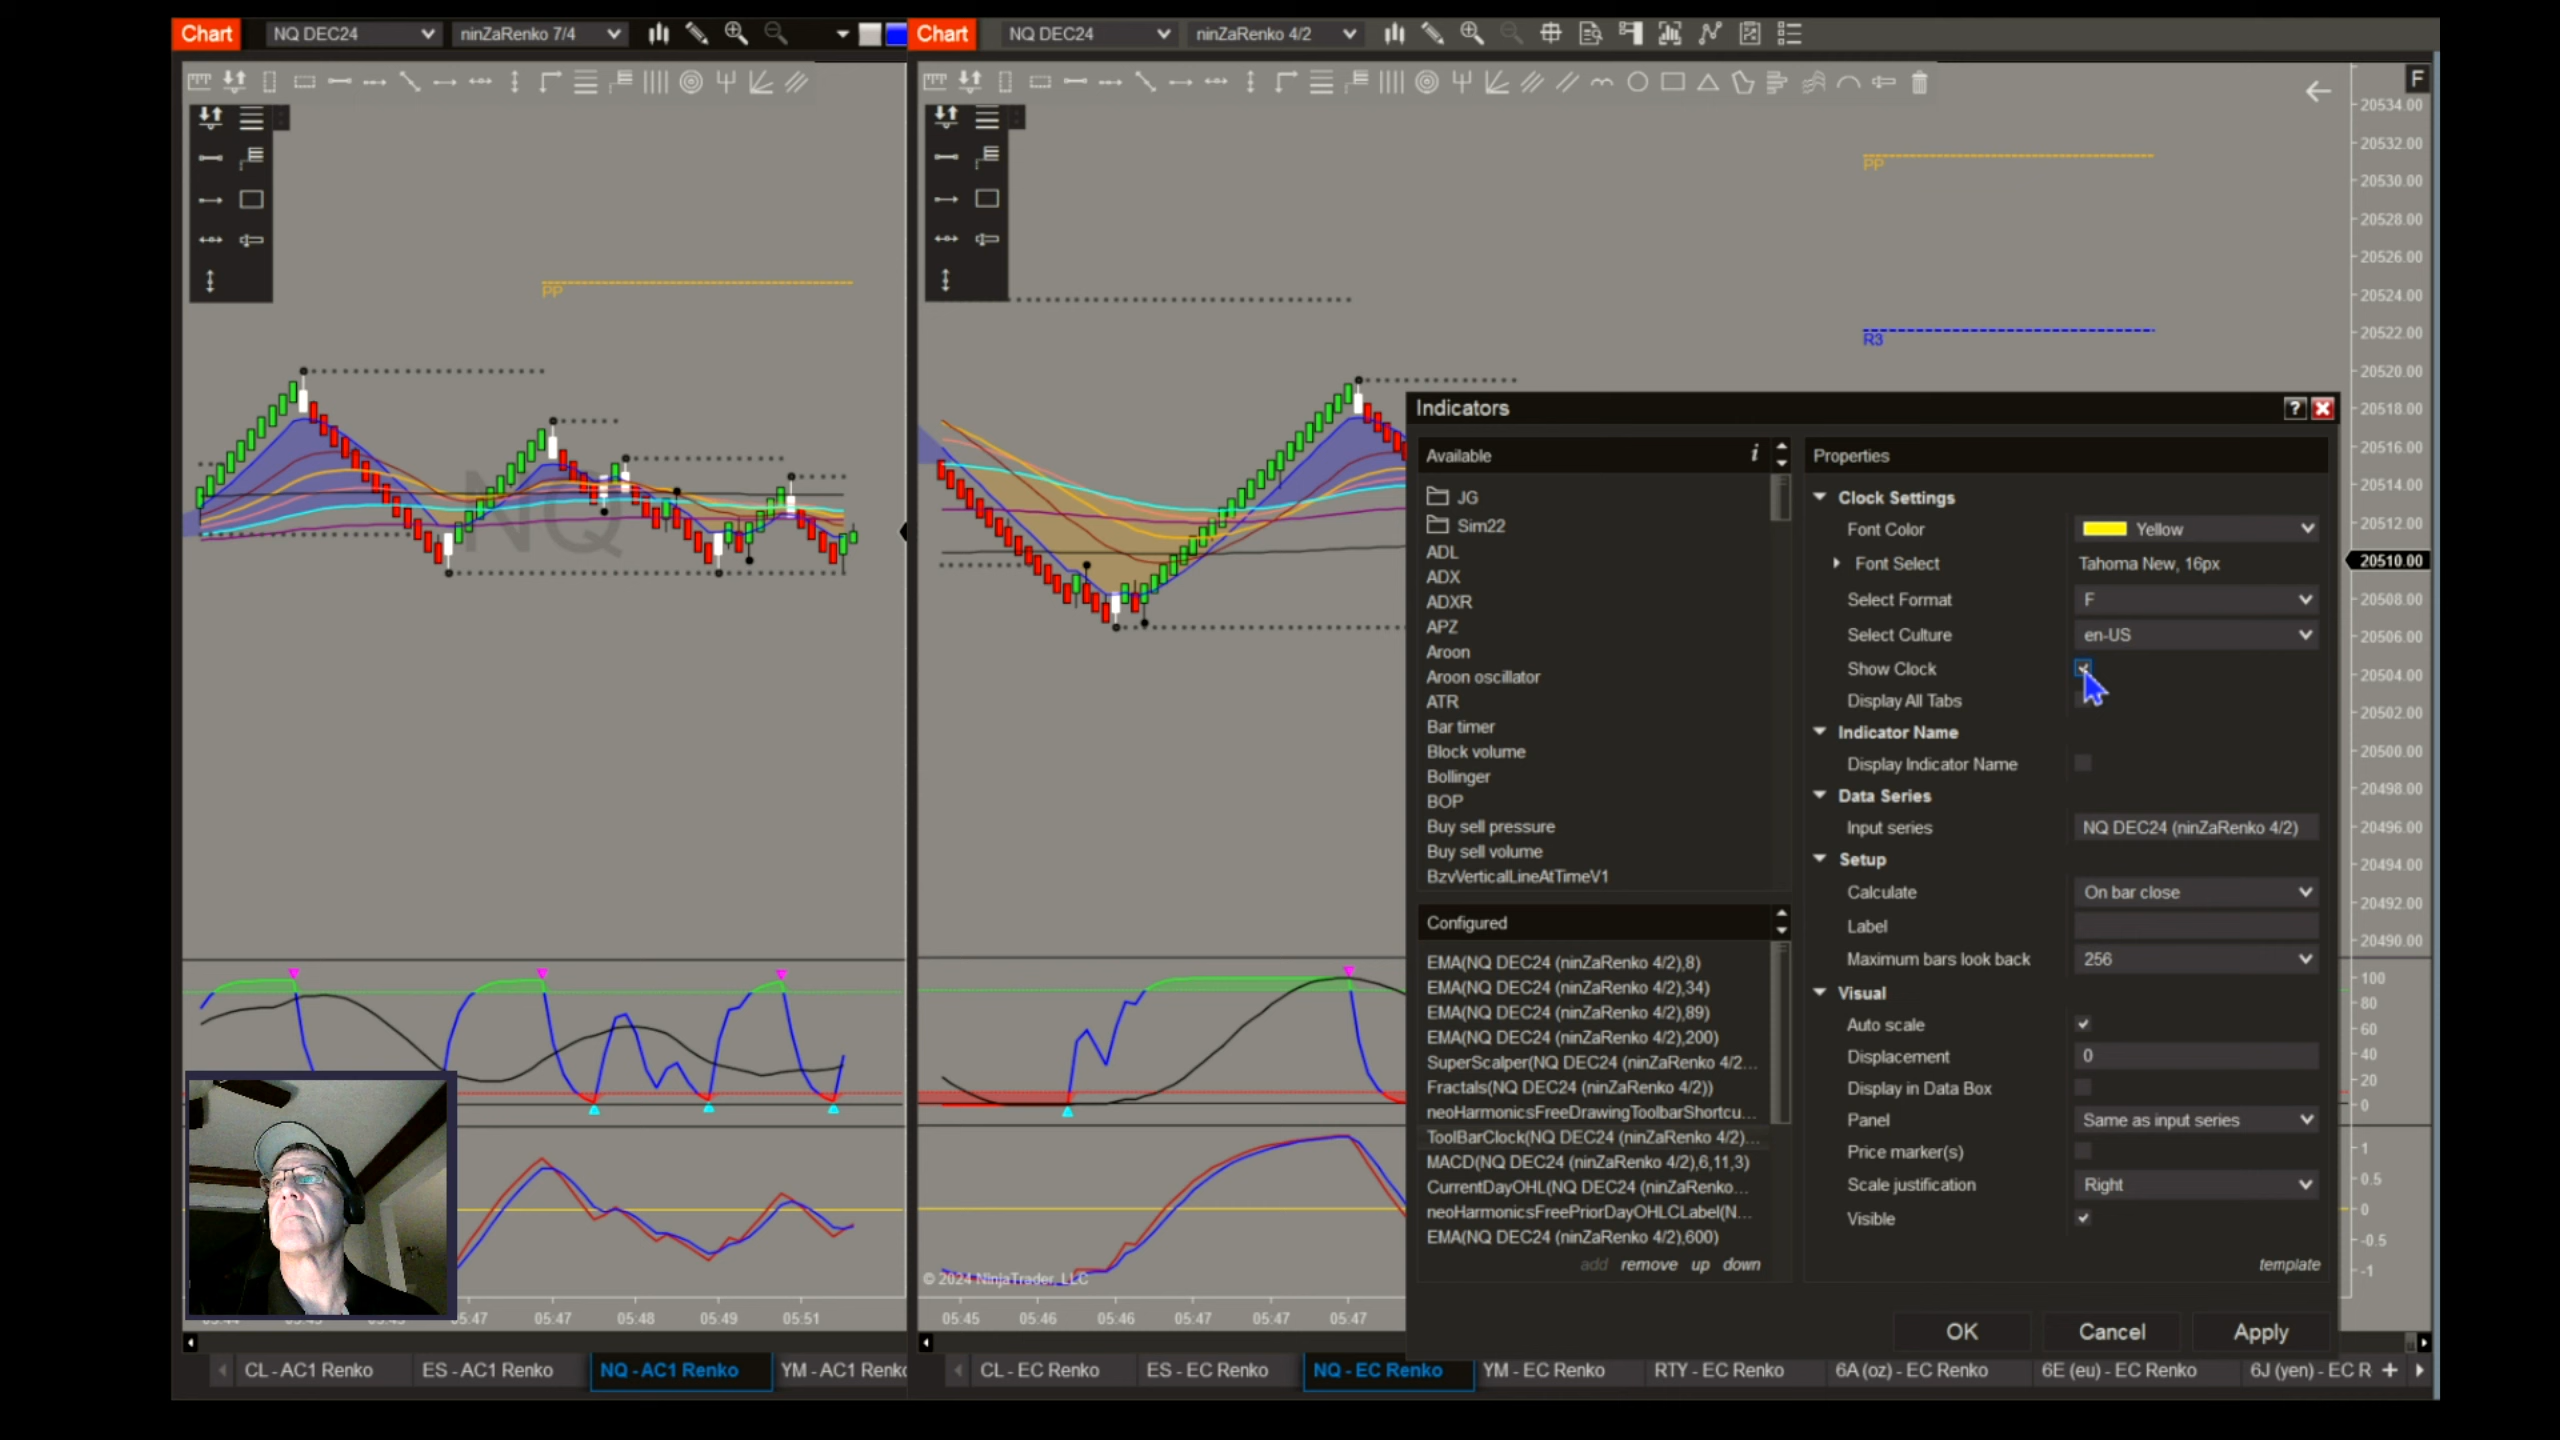 Chart NQ DEC24 ninZaRenko 7/4
Chart NQ DEC24 ninZaRenko 4/2
F
20534.00
20532.00
20530.00
20528.00
20526.00
20524.00
20522.00
20520.00
20518.00
20516.00
20514.00
20512.00
20510.00
20508.00
20506.00
20504.00
20502.00
20500.00
20498.00
20496.00
20494.00
20492.00
20490.00
100
80
60
40
20
0
1
0.5
0
-0.5
-1
PP
NQ
PP
R3
Indicators
?
Available
i
JG
Sim22
ADL
ADX
ADXR
APZ
Aroon
Aroon oscillator
ATR
Bar timer
Block volume
Bollinger
BOP
Buy sell pressure
Buy sell volume
BzvVerticalLineAtTimeV1
Configured
EMA(NQ DEC24 (ninZaRenko 4/2),8)
EMA(NQ DEC24 (ninZaRenko 4/2),34)
EMA(NQ DEC24 (ninZaRenko 4/2),89)
EMA(NQ DEC24 (ninZaRenko 4/2),200)
SuperScalper(NQ DEC24 (ninZaRenko 4/2...
Fractals(NQ DEC24 (ninZaRenko 4/2))
neoHarmonicsFreeDrawingToolbarShortcu...
ToolBarClock(NQ DEC24 (ninZaRenko 4/2)...
MACD(NQ DEC24 (ninZaRenko 4/2),6,11,3)
CurrentDayOHL(NQ DEC24 (ninZaRenko...
neoHarmonicsFreePriorDayOHLCLabel(N...
EMA(NQ DEC24 (ninZaRenko 4/2),600)
add remove up down
Properties
Clock Settings
Font Color Yellow
Font Select Tahoma New, 16px
Select Format F
Select Culture en-US
Show Clock
Display All Tabs
Indicator Name
Display Indicator Name
Data Series
Input series NQ DEC24 (ninZaRenko 4/2)
Setup
Calculate On bar close
Label
Maximum bars look back 256
Visual
Auto scale
Displacement 0
Display in Data Box
Panel Same as input series
Price marker(s)
Scale justification Right
Visible
template
OK Cancel Apply
© 2024 NinjaTrader, LLC
05:47 05:47 05:48 05:49 05:51
05:45 05:46 05:46 05:47 05:47 05:47
CL - AC1 Renko ES - AC1 Renko NQ - AC1 Renko YM - AC1 Renko
CL - EC Renko ES - EC Renko NQ - EC Renko YM - EC Renko RTY - EC Renko 6A (oz) - EC Renko 6E (eu) - EC Renko 6J (yen) - EC R